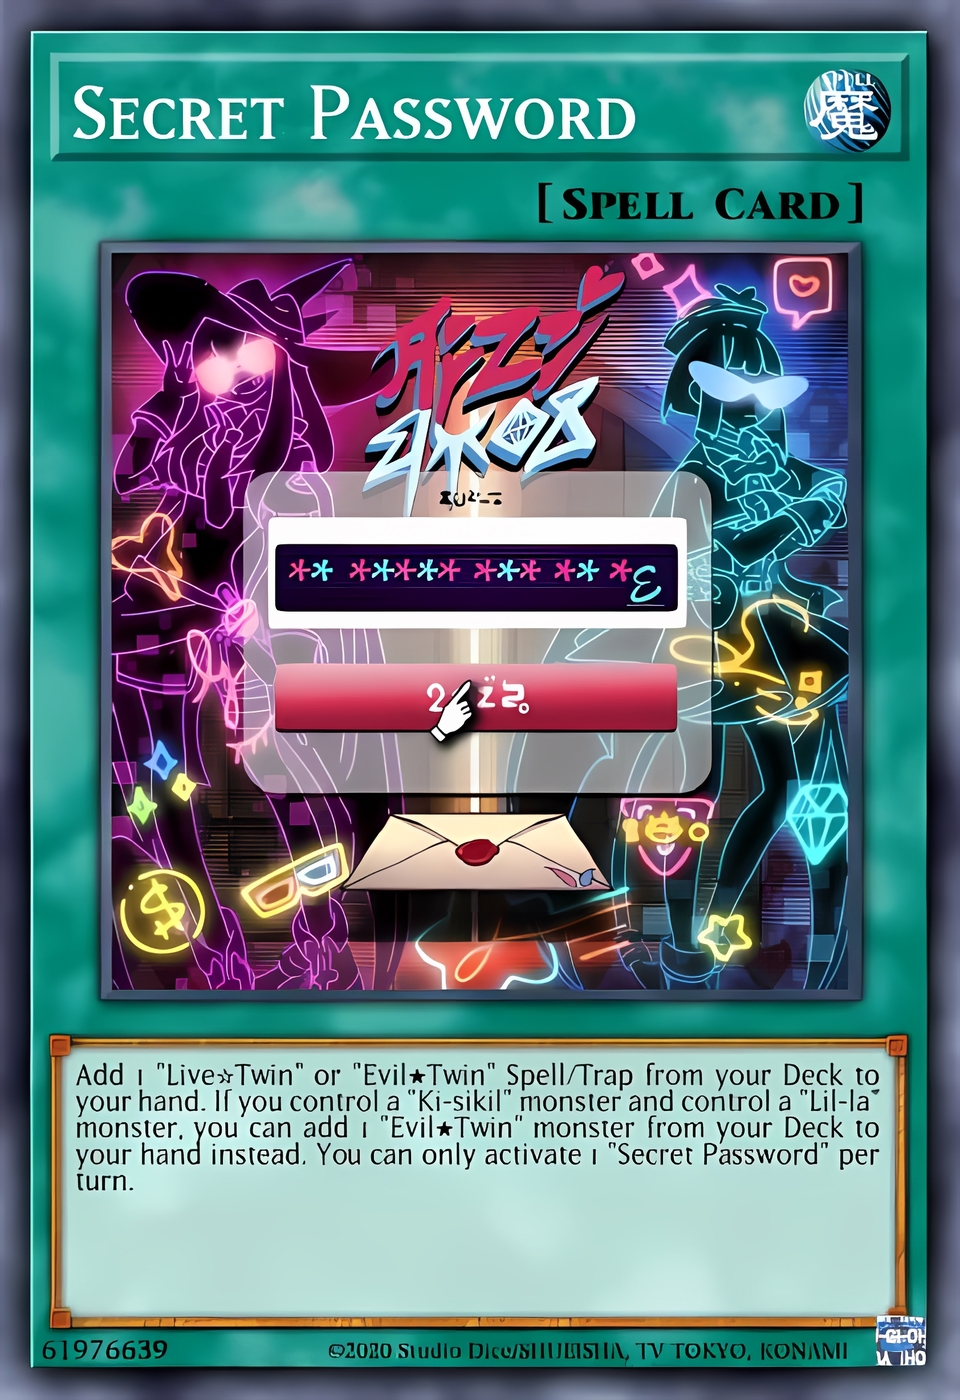 SECRET PASSWORD
魔
[SPELL CARD]
** ***** *** ** *
Add 1 "Live☆Twin" or "Evil★Twin" Spell/Trap from your Deck to
your hand. If you control a "Ki-sikil" monster and control a "Lil-la"
monster, you can add 1 "Evil★Twin" monster from your Deck to
your hand instead. You can only activate 1 "Secret Password" per
turn.
61976639
©2020 Studio Dice/SHUEISHA, TV TOKYO, KONAMI